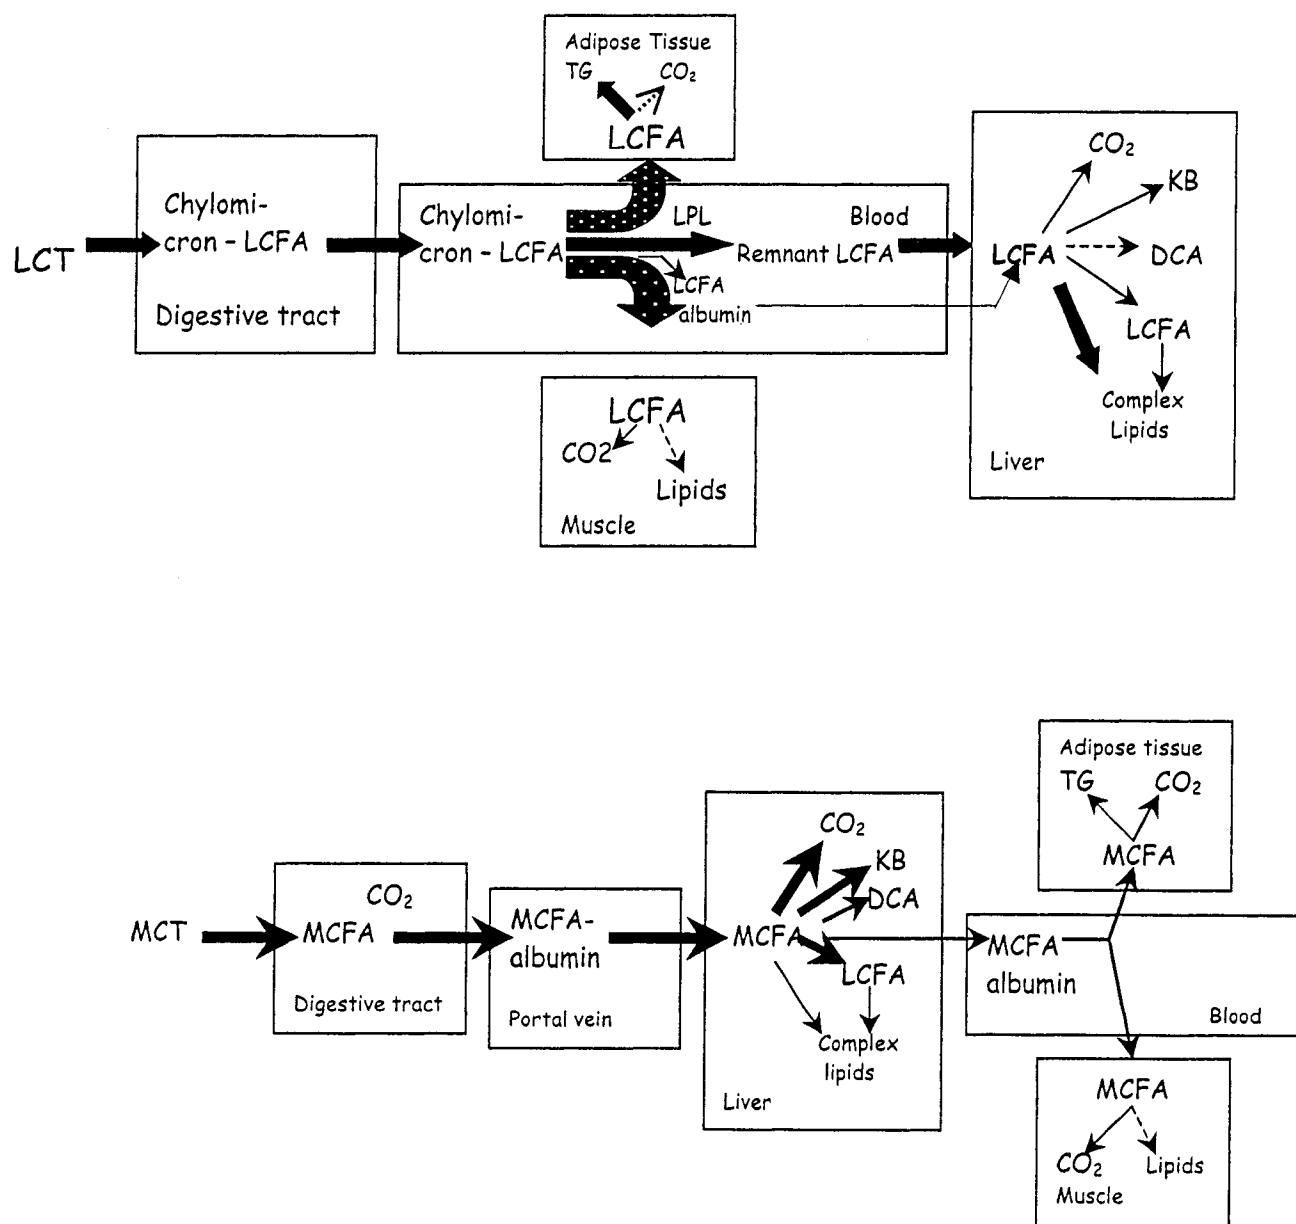 Adipose Tissue
TG
CO₂
LCFA
LCT
Chylomi-
cron – LCFA
Digestive tract
Chylomi-
cron – LCFA
LPL
Blood
Remnant LCFA
LCFA
albumin
CO₂
KB
LCFA
DCA
LCFA
Complex
Lipids
Liver
LCFA
CO2
Lipids
Muscle
MCT
CO₂
MCFA
Digestive tract
MCFA-
albumin
Portal vein
CO₂
KB
DCA
MCFA
LCFA
Complex
lipids
Liver
Adipose tissue
TG
CO₂
MCFA
MCFA
albumin
Blood
MCFA
CO₂
Lipids
Muscle